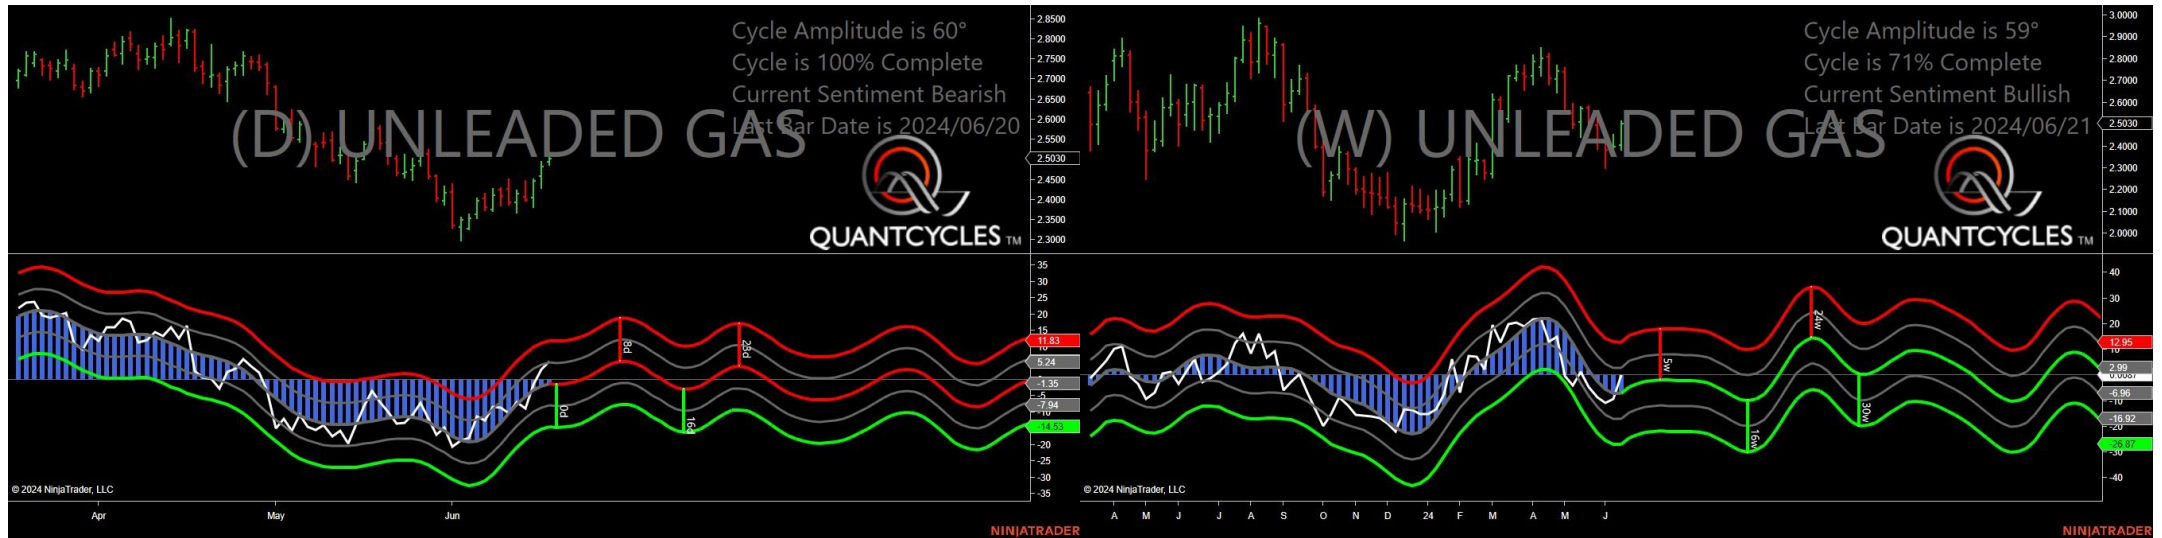 Cycle Amplitude is 60°
Cycle is 100% Complete
Current Sentiment Bearish
Last Bar Date is 2024/06/20
(D) UNLEADED GAS
QUANTCYCLES TM
2.8500
2.8000
2.7500
2.7000
2.6500
2.6000
2.5500
2.5030
2.4500
2.4000
2.3500
2.3000
35
30
25
20
15
11.83
5.24
-1.35
-5
-7.94
-14.53
-20
-25
-30
-35
8d
28d
0d
16d
© 2024 NinjaTrader, LLC
Apr May Jun
NINJATRADER
Cycle Amplitude is 59°
Cycle is 71% Complete
Current Sentiment Bullish
Last Bar Date is 2024/06/21
(W) UNLEADED GAS
QUANTCYCLES TM
3.0000
2.9000
2.8000
2.7000
2.6000
2.5030
2.4000
2.3000
2.2000
2.1000
2.0000
40
30
20
12.95
10
2.99
-6.96
-10
-16.92
-20
-26.87
-30
-40
5w
24w
16w
30w
© 2024 NinjaTrader, LLC
A M J J A S O N D 24 F M A M J
NINJATRADER